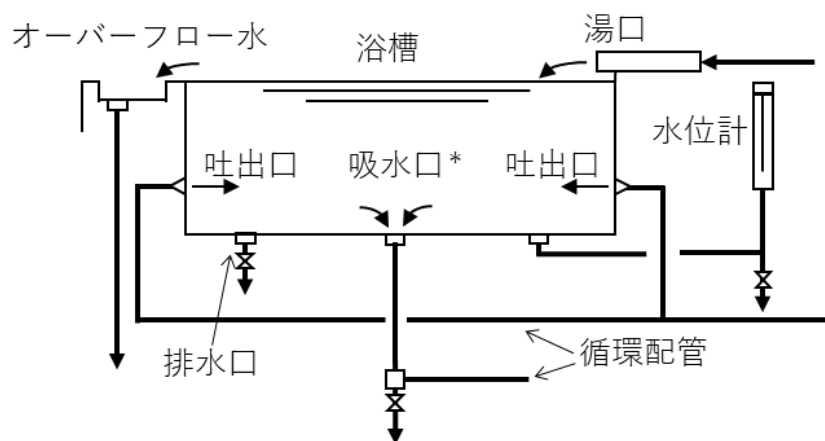 オーバーフロー水
浴槽
湯口
水位計
吐出口
吸水口*
吐出口
排水口
循環配管